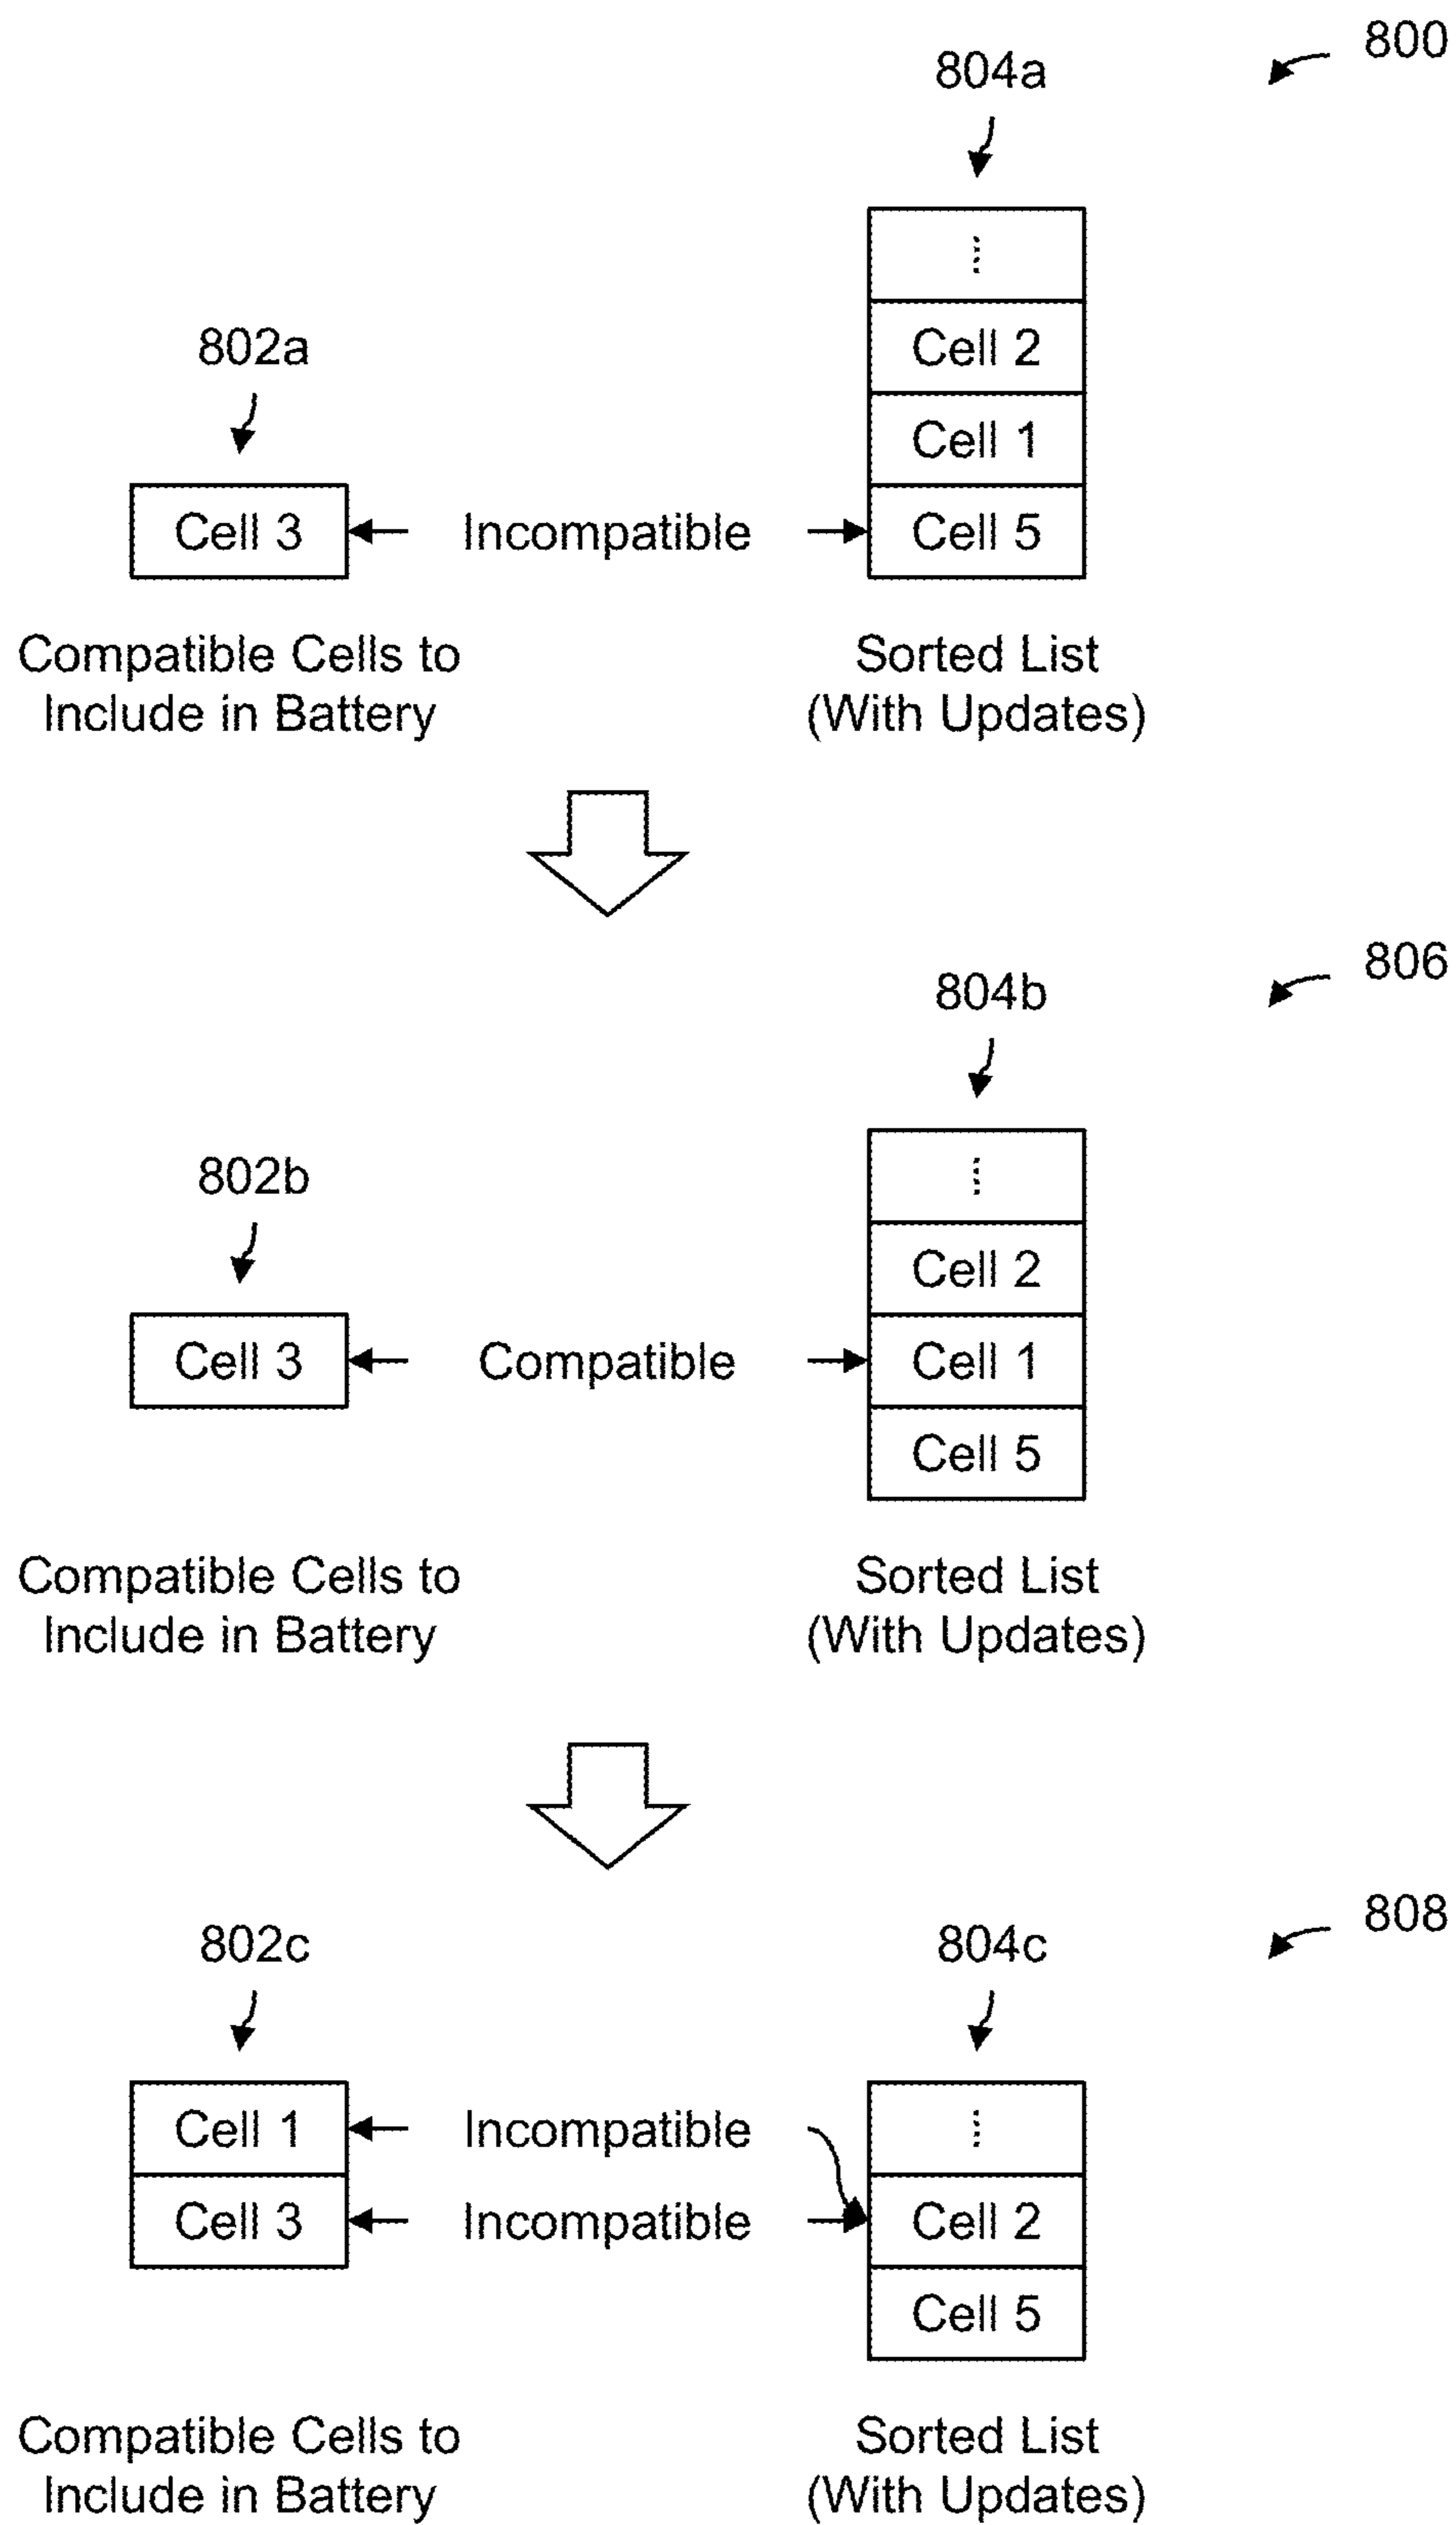 800
804a
⋮
Cell 2
802a
Cell 1
Cell 3 Incompatible Cell 5
Compatible Cells to
Include in Battery
Sorted List
(With Updates)
806
804b
⋮
802b
Cell 2
Cell 3 Compatible Cell 1
Cell 5
Compatible Cells to
Include in Battery
Sorted List
(With Updates)
808
802c
804c
Cell 1 Incompatible ⋮
Cell 3 Incompatible Cell 2
Cell 5
Compatible Cells to
Include in Battery
Sorted List
(With Updates)